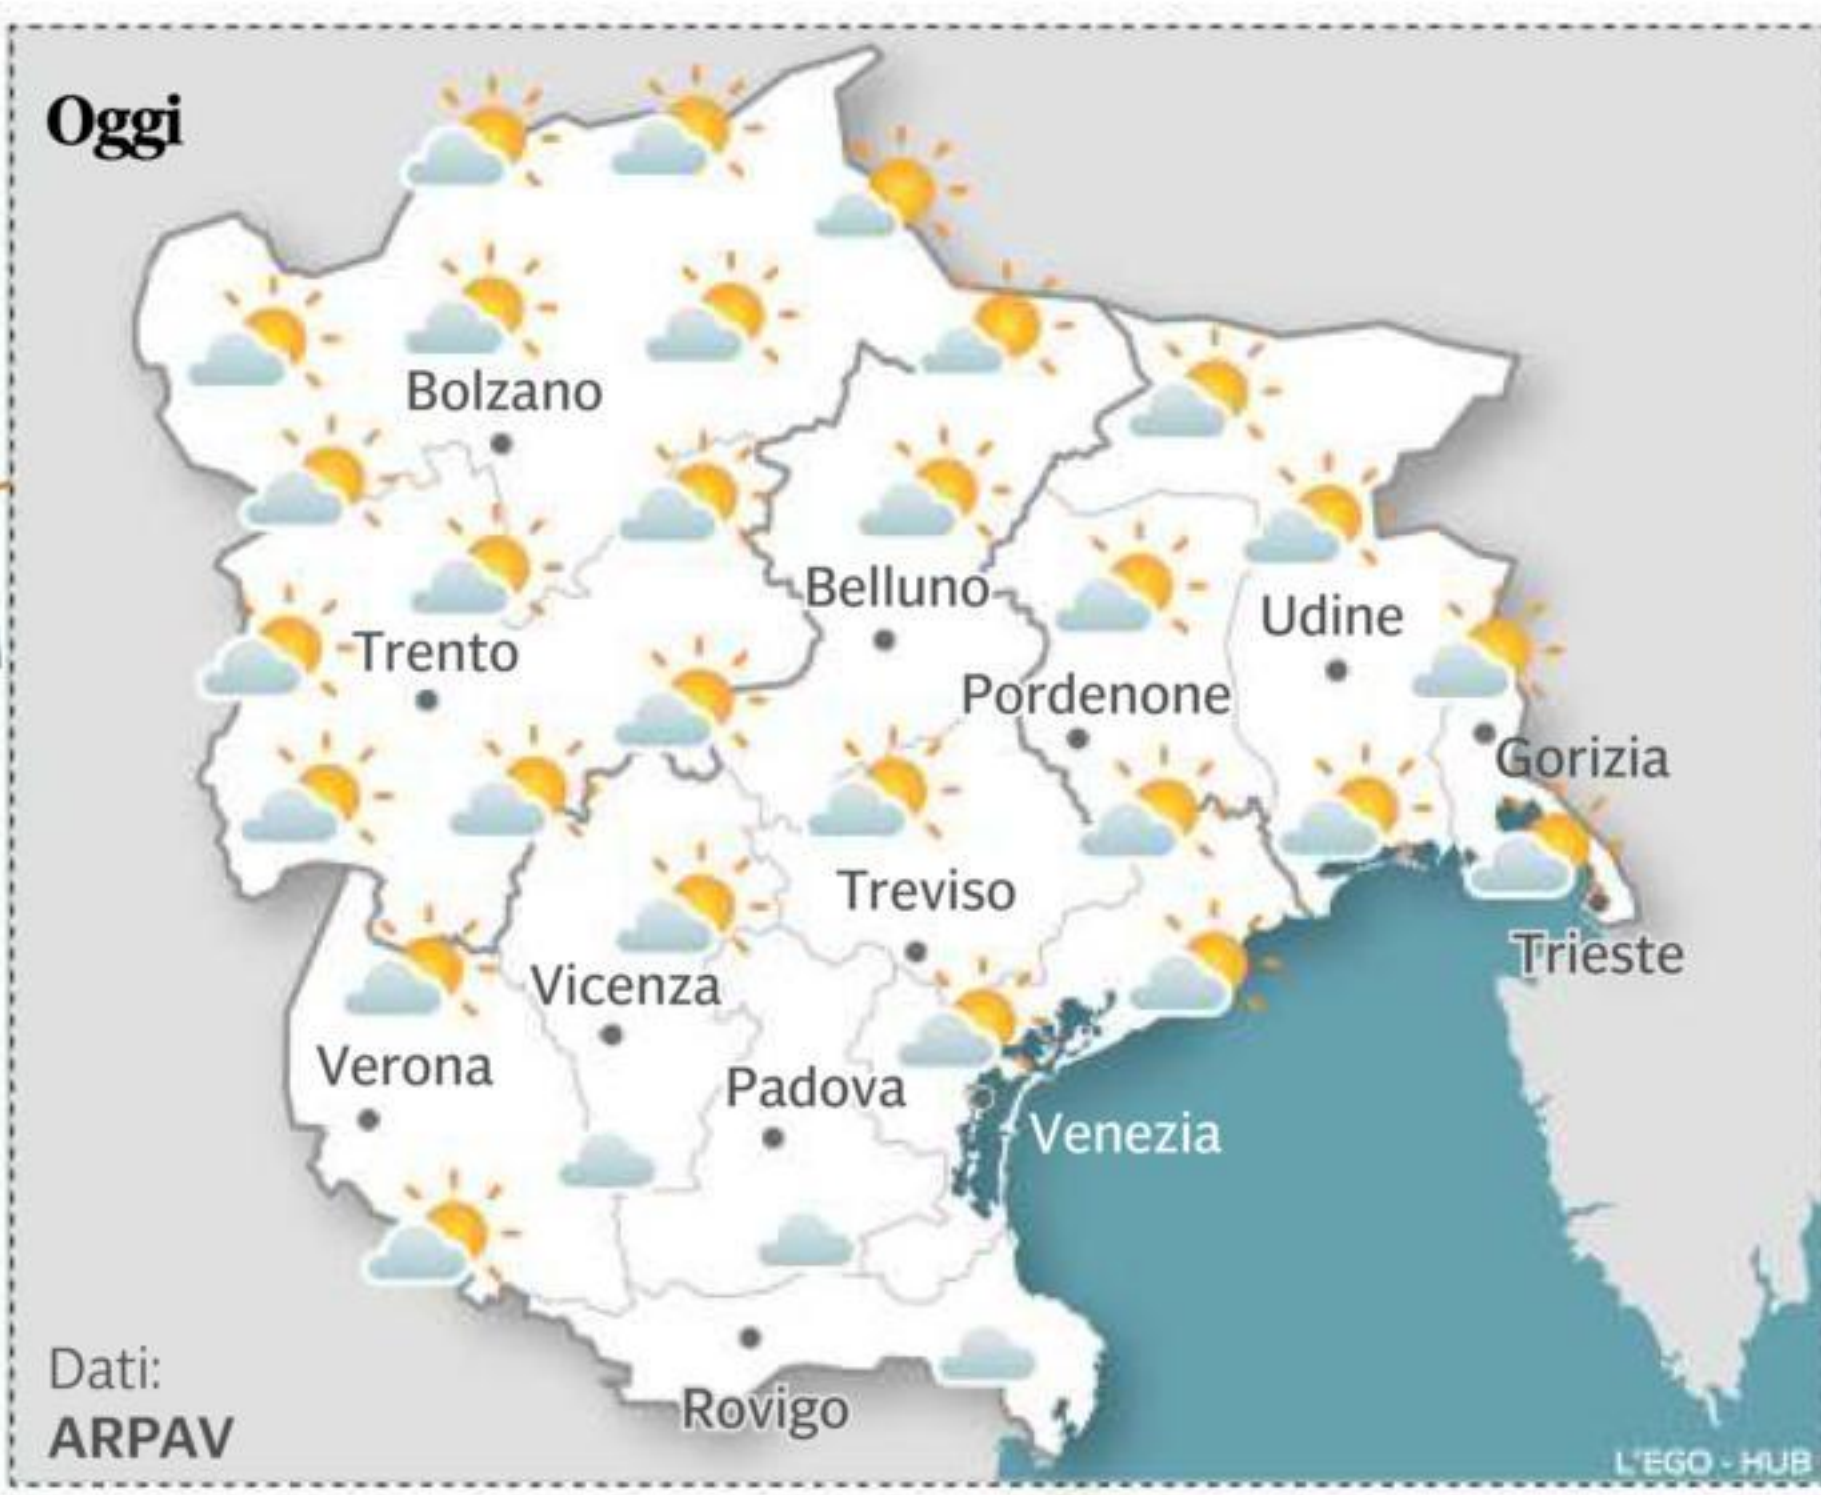 Oggi
Bolzano
Belluno
Udine
Trento
Pordenone
Gorizia
Treviso
Trieste
Vicenza
Verona
Padova
Venezia
Rovigo
Dati:
ARPAV
L'EGO - HUB